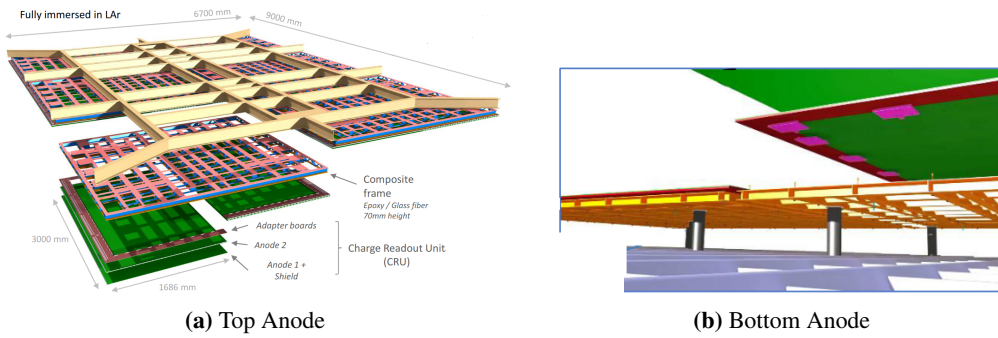 Fully immersed in LAr
6700 mm
9000 mm
Composite
frame
Epoxy / Glass fiber
70mm height
Adapter boards
Anode 2
Anode 1 +
Shield
Charge Readout Unit
(CRU)
3000 mm
1686 mm
(a) Top Anode
(b) Bottom Anode